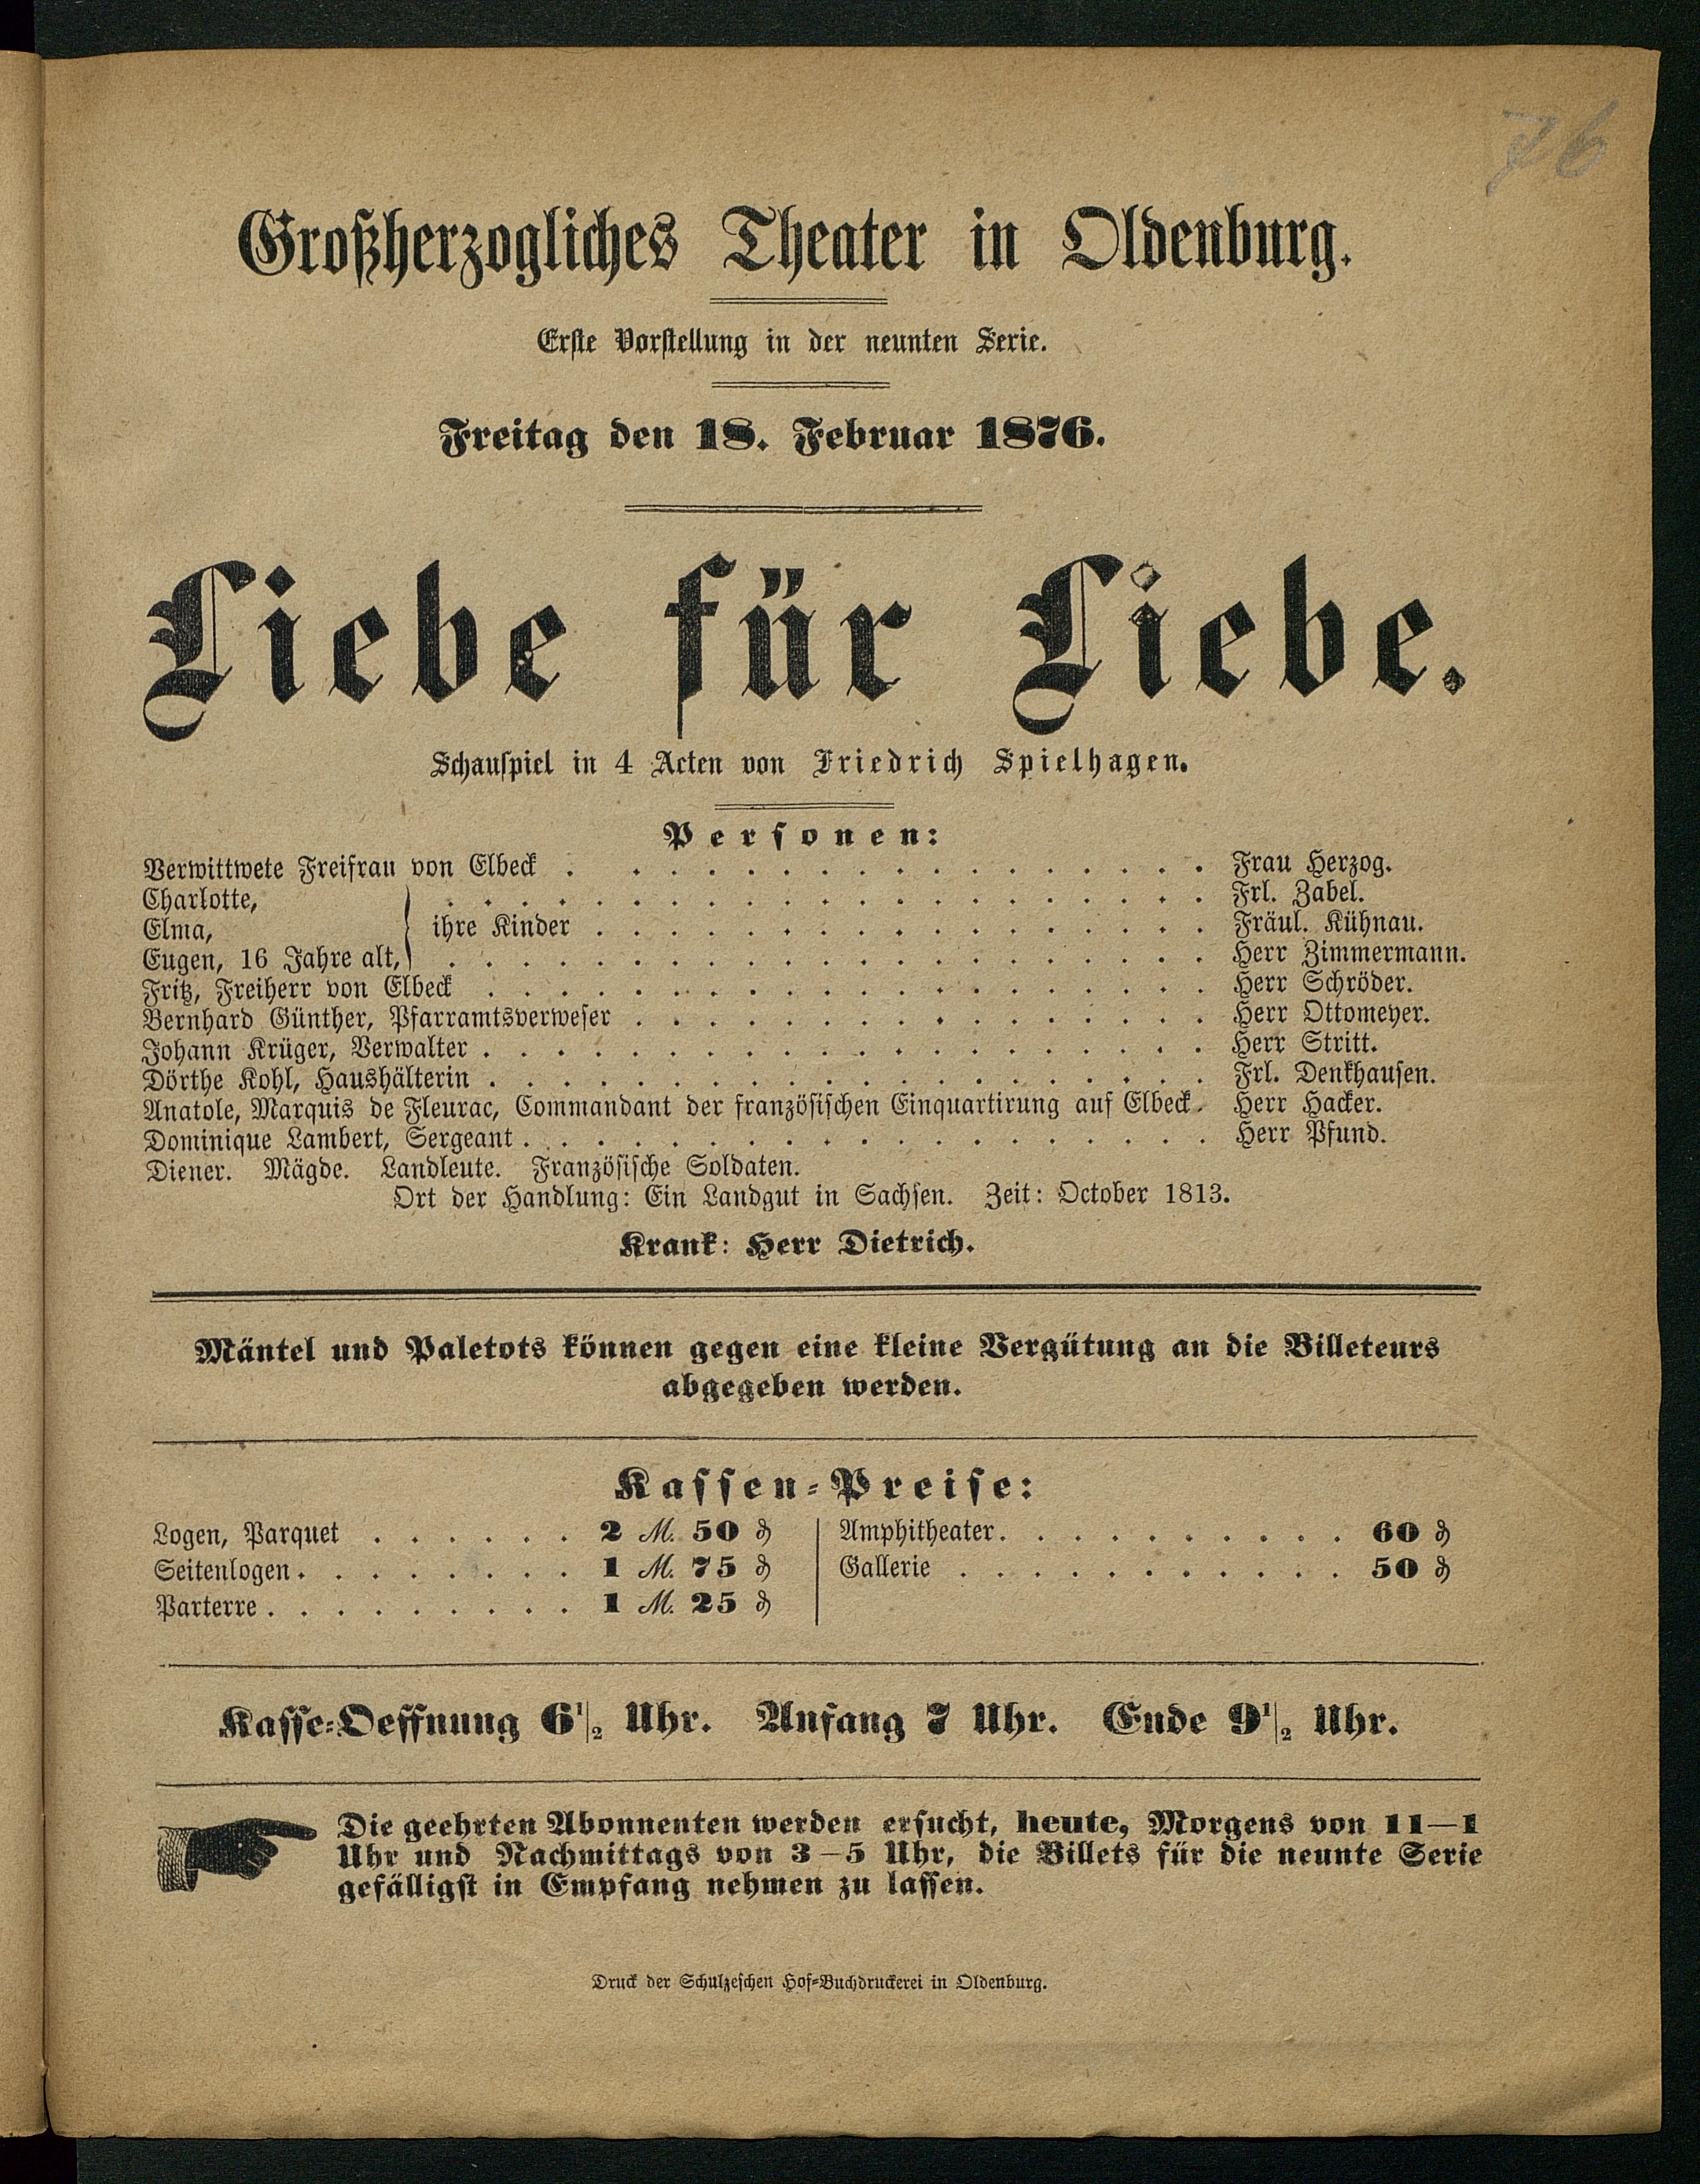 76
Großherzogliches Theater in Oldenburg.
Erste Vorstellung in der neunten Serie.
Freitag den 18. Februar 1876.
Liebe für Liebe.
Schauspiel in 4 Acten von Friedrich Spielhagen.
Personen:
Verwittwete Freifrau von Elbeck . . . . . . . . . . . . . . . . Frau Herzog.
Charlotte, . . . . . . . . . . . . . . . . . . . . Frl. Zabel.
Elma, } ihre Kinder . . . . . . . . . . . . . . . . . Fräul. Kühnau.
Eugen, 16 Jahre alt, . . . . . . . . . . . . . . . . . . . . Herr Zimmermann.
Fritz, Freiherr von Elbeck . . . . . . . . . . . . . . . . . . . Herr Schröder.
Bernhard Günther, Pfarramtsverweser . . . . . . . . . . . . . . . . Herr Ottomeyer.
Johann Krüger, Verwalter . . . . . . . . . . . . . . . . . . . . Herr Stritt.
Dörthe Kohl, Haushälterin . . . . . . . . . . . . . . . . . . . . Frl. Denkhausen.
Anatole, Marquis de Fleurac, Commandant der französischen Einquartirung auf Elbeck. Herr Hacker.
Dominique Lambert, Sergeant . . . . . . . . . . . . . . . . . . . Herr Pfund.
Diener. Mägde. Landleute. Französische Soldaten.
Ort der Handlung: Ein Landgut in Sachsen. Zeit: October 1813.
Krank: Herr Dietrich.
Mäntel und Paletots können gegen eine kleine Vergütung an die Billeteurs
abgegeben werden.
Kassen-Preise:
Logen, Parquet . . . . . . 2 M. 50 ₰
Seitenlogen . . . . . . . . 1 M. 75 ₰
Parterre . . . . . . . . . 1 M. 25 ₰
Amphitheater . . . . . . . . . . 60 ₰
Gallerie . . . . . . . . . . . 50 ₰
Kasse-Oeffnung 6½ Uhr. Anfang 7 Uhr. Ende 9½ Uhr.
Die geehrten Abonnenten werden ersucht, heute, Morgens von 11—1
Uhr und Nachmittags von 3—5 Uhr, die Billets für die neunte Serie
gefälligst in Empfang nehmen zu lassen.
Druck der Schulzeschen Hof-Buchdruckerei in Oldenburg.